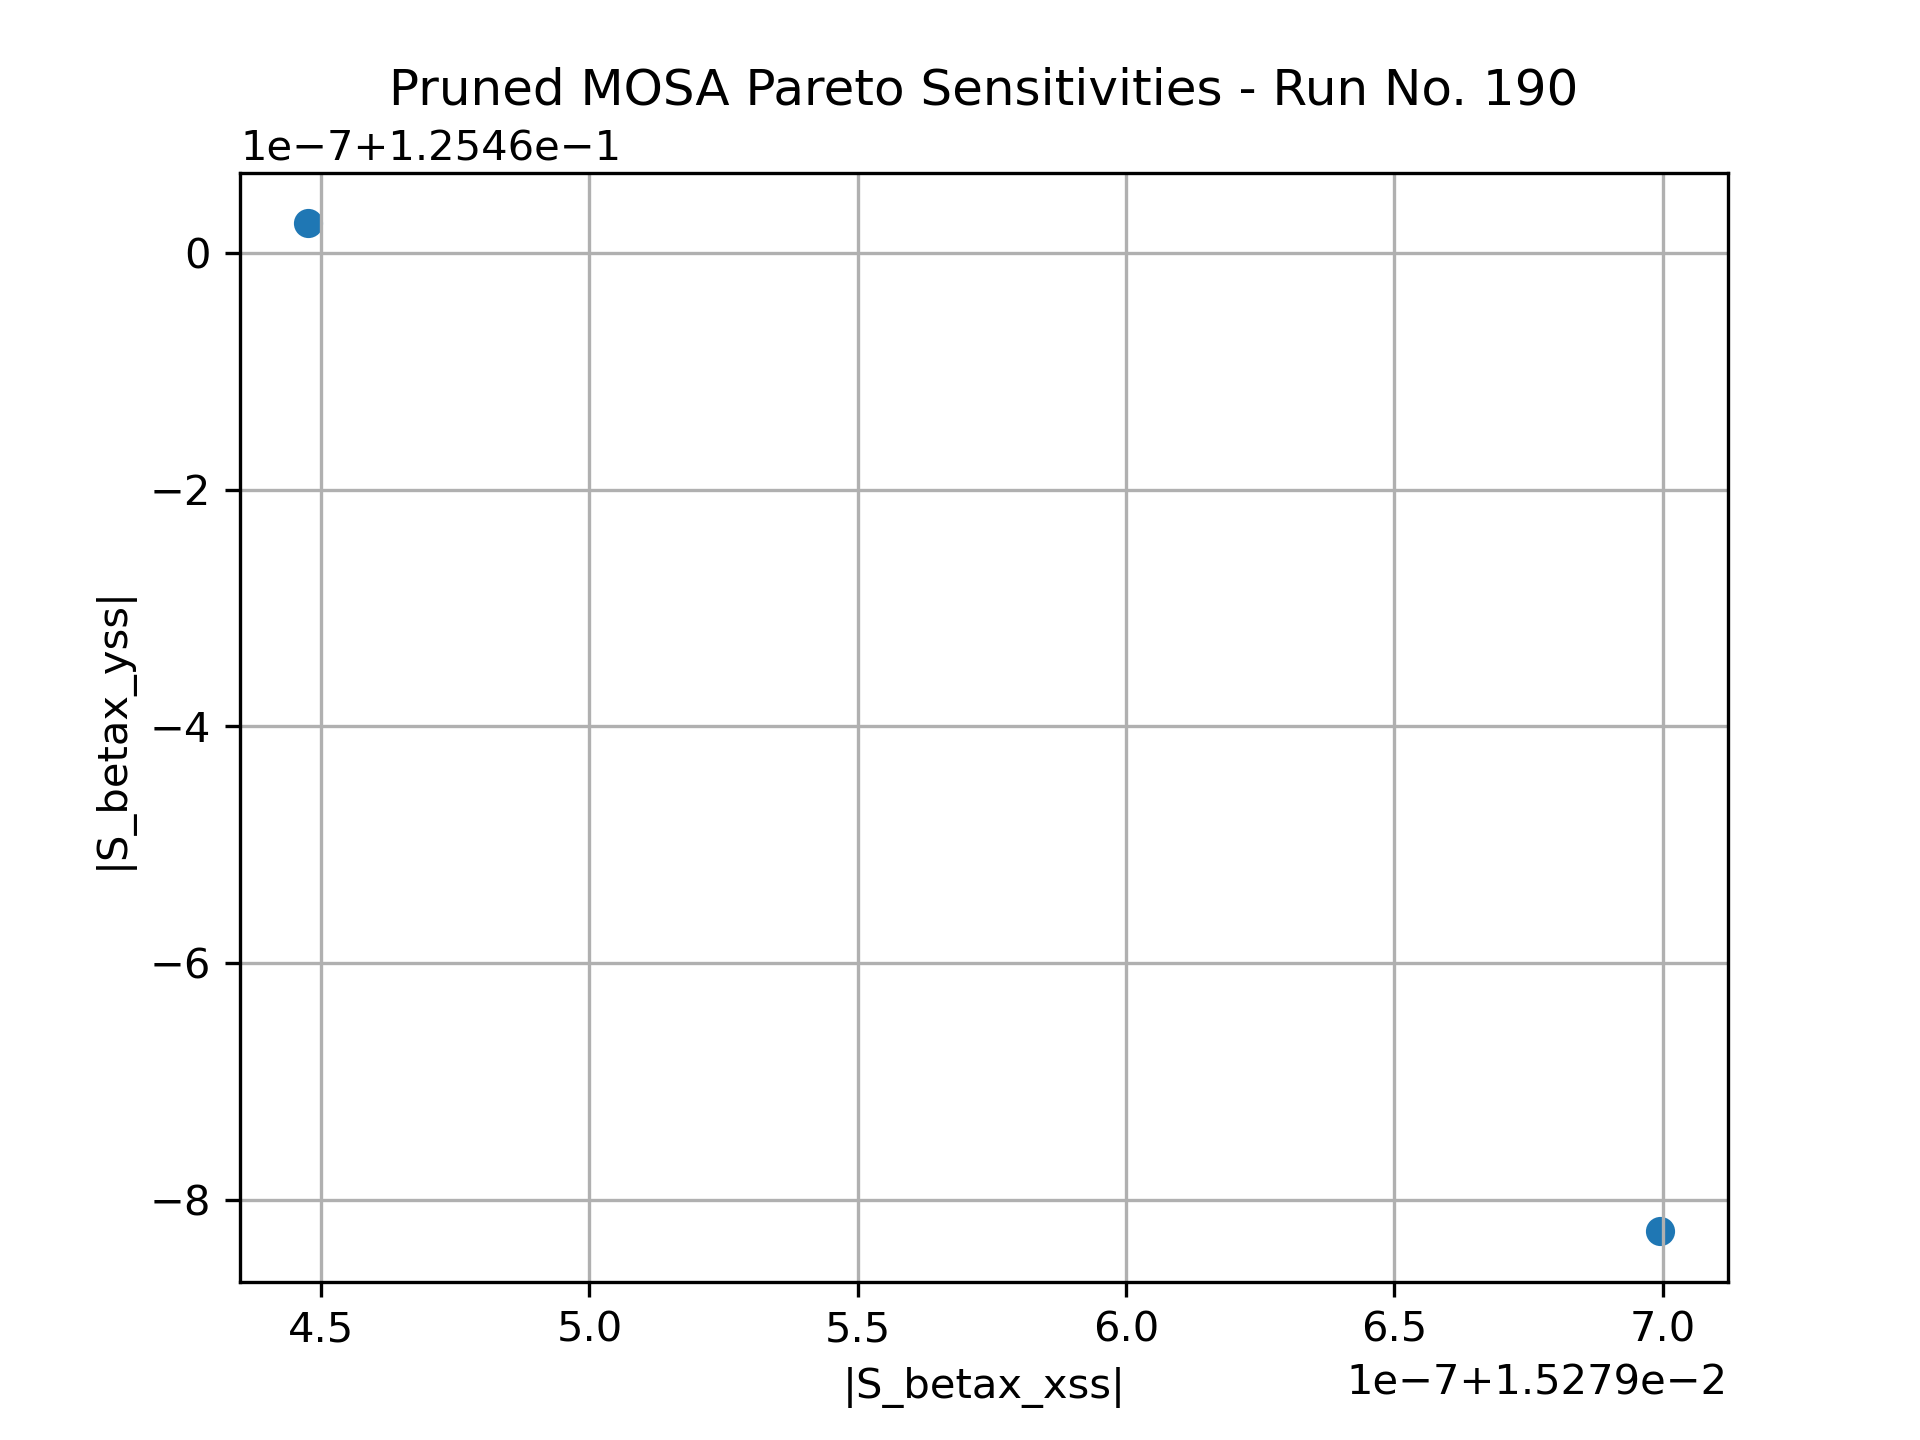 Pruned MOSA Pareto Sensitivities - Run No. 190
1e−7+1.2546e−1
0
−2
−4
−6
−8
|S_betax_yss|
4.5 5.0 5.5 6.0 6.5 7.0
|S_betax_xss|
1e−7+1.5279e−2